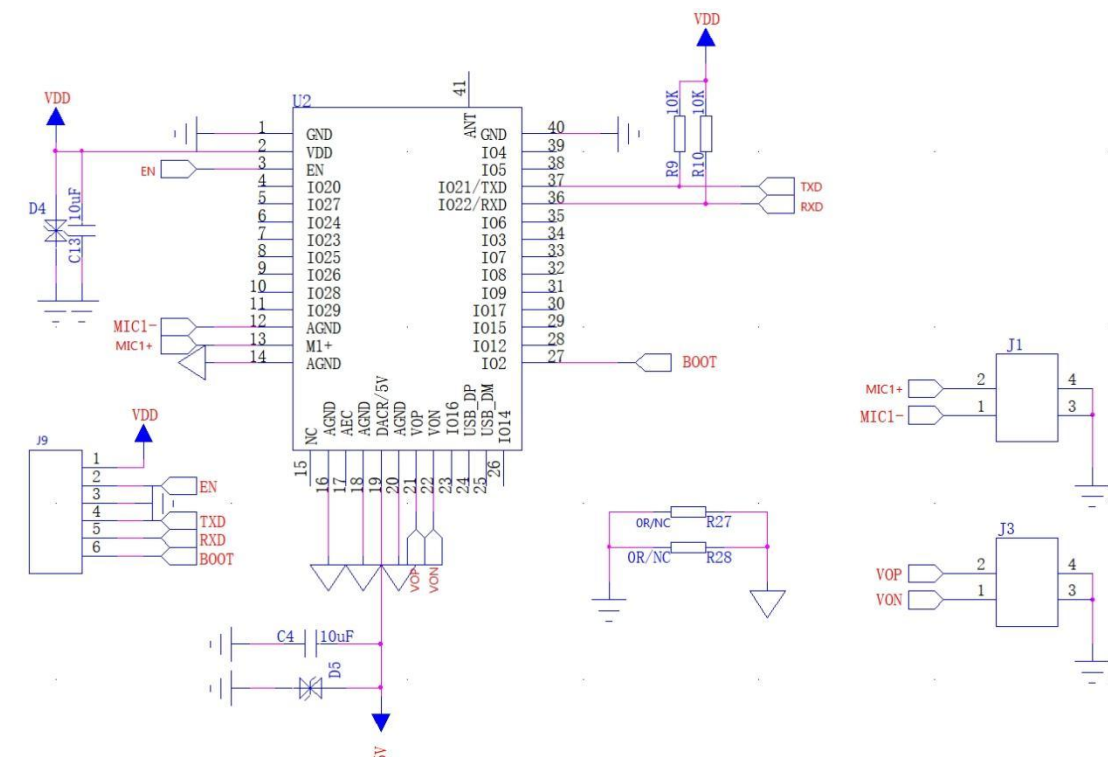 VDD
VDD
U2
41
ANT
10K
10K
R9
R10
1 GND
2 VDD
EN 3 EN
4 IO20
5 IO27
6 IO24
7 IO23
8 IO25
9 IO26
10 IO28
11 IO29
MIC1- 12 AGND
MIC1+ 13 M1+
14 AGND
GND 40
IO4 39
IO5 38
IO21/TXD 37 TXD
IO22/RXD 36 RXD
IO6 35
IO3 34
IO7 33
IO8 32
IO9 31
IO17 30
IO15 29
IO12 28
IO2 27 BOOT
D4
10uF
C13
NC 15
AGND 16
AEC 17
AGND 18
DACR/5V 19
AGND 20
VOP 21
VON 22
IO16 23
USB_DP 24
USB_DM 25
IO14 26
VOP
VON
J9
VDD
1
2 EN
3
4 TXD
5 RXD
6 BOOT
C4 10uF
D5
0R/NC R27
0R/NC R28
J1
MIC1+ 2 4
MIC1- 1 3
J3
VOP 2 4
VON 1 3